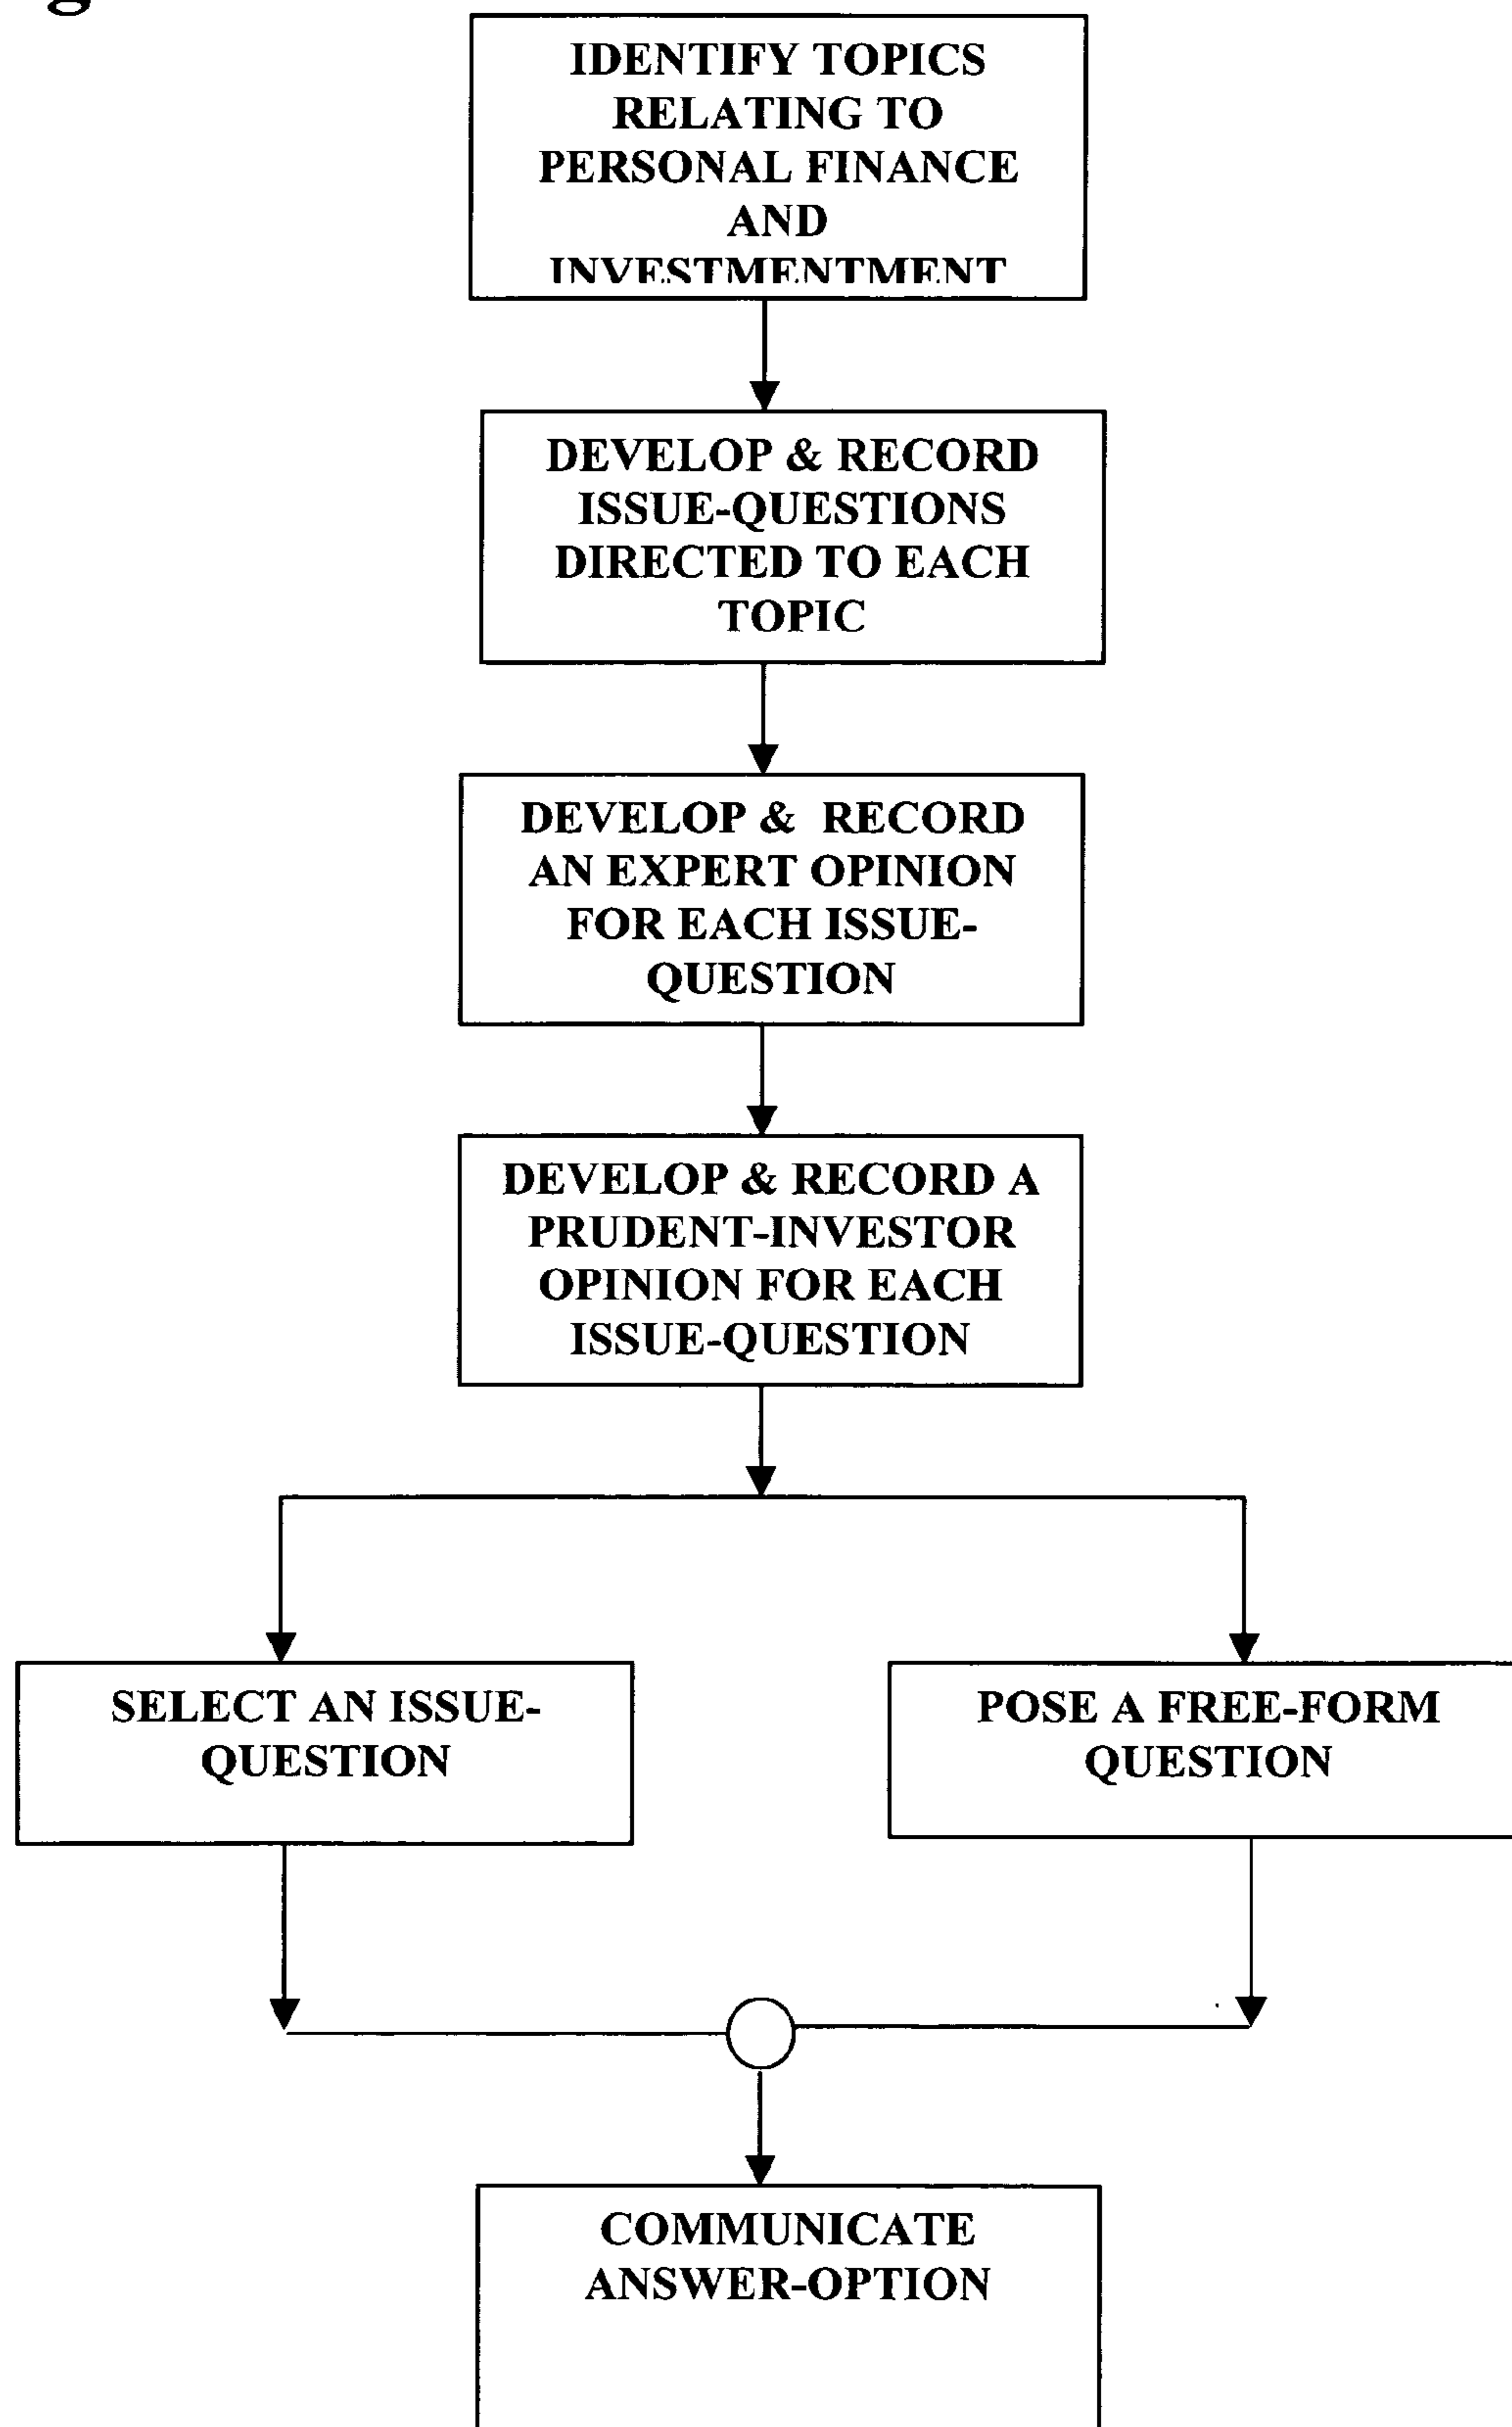 IDENTIFY TOPICS
RELATING TO
PERSONAL FINANCE
AND
INVESTMENTMENT
DEVELOP & RECORD
ISSUE-QUESTIONS
DIRECTED TO EACH
TOPIC
DEVELOP & RECORD
AN EXPERT OPINION
FOR EACH ISSUE-
QUESTION
DEVELOP & RECORD A
PRUDENT-INVESTOR
OPINION FOR EACH
ISSUE-QUESTION
SELECT AN ISSUE-
QUESTION
POSE A FREE-FORM
QUESTION
COMMUNICATE
ANSWER-OPTION